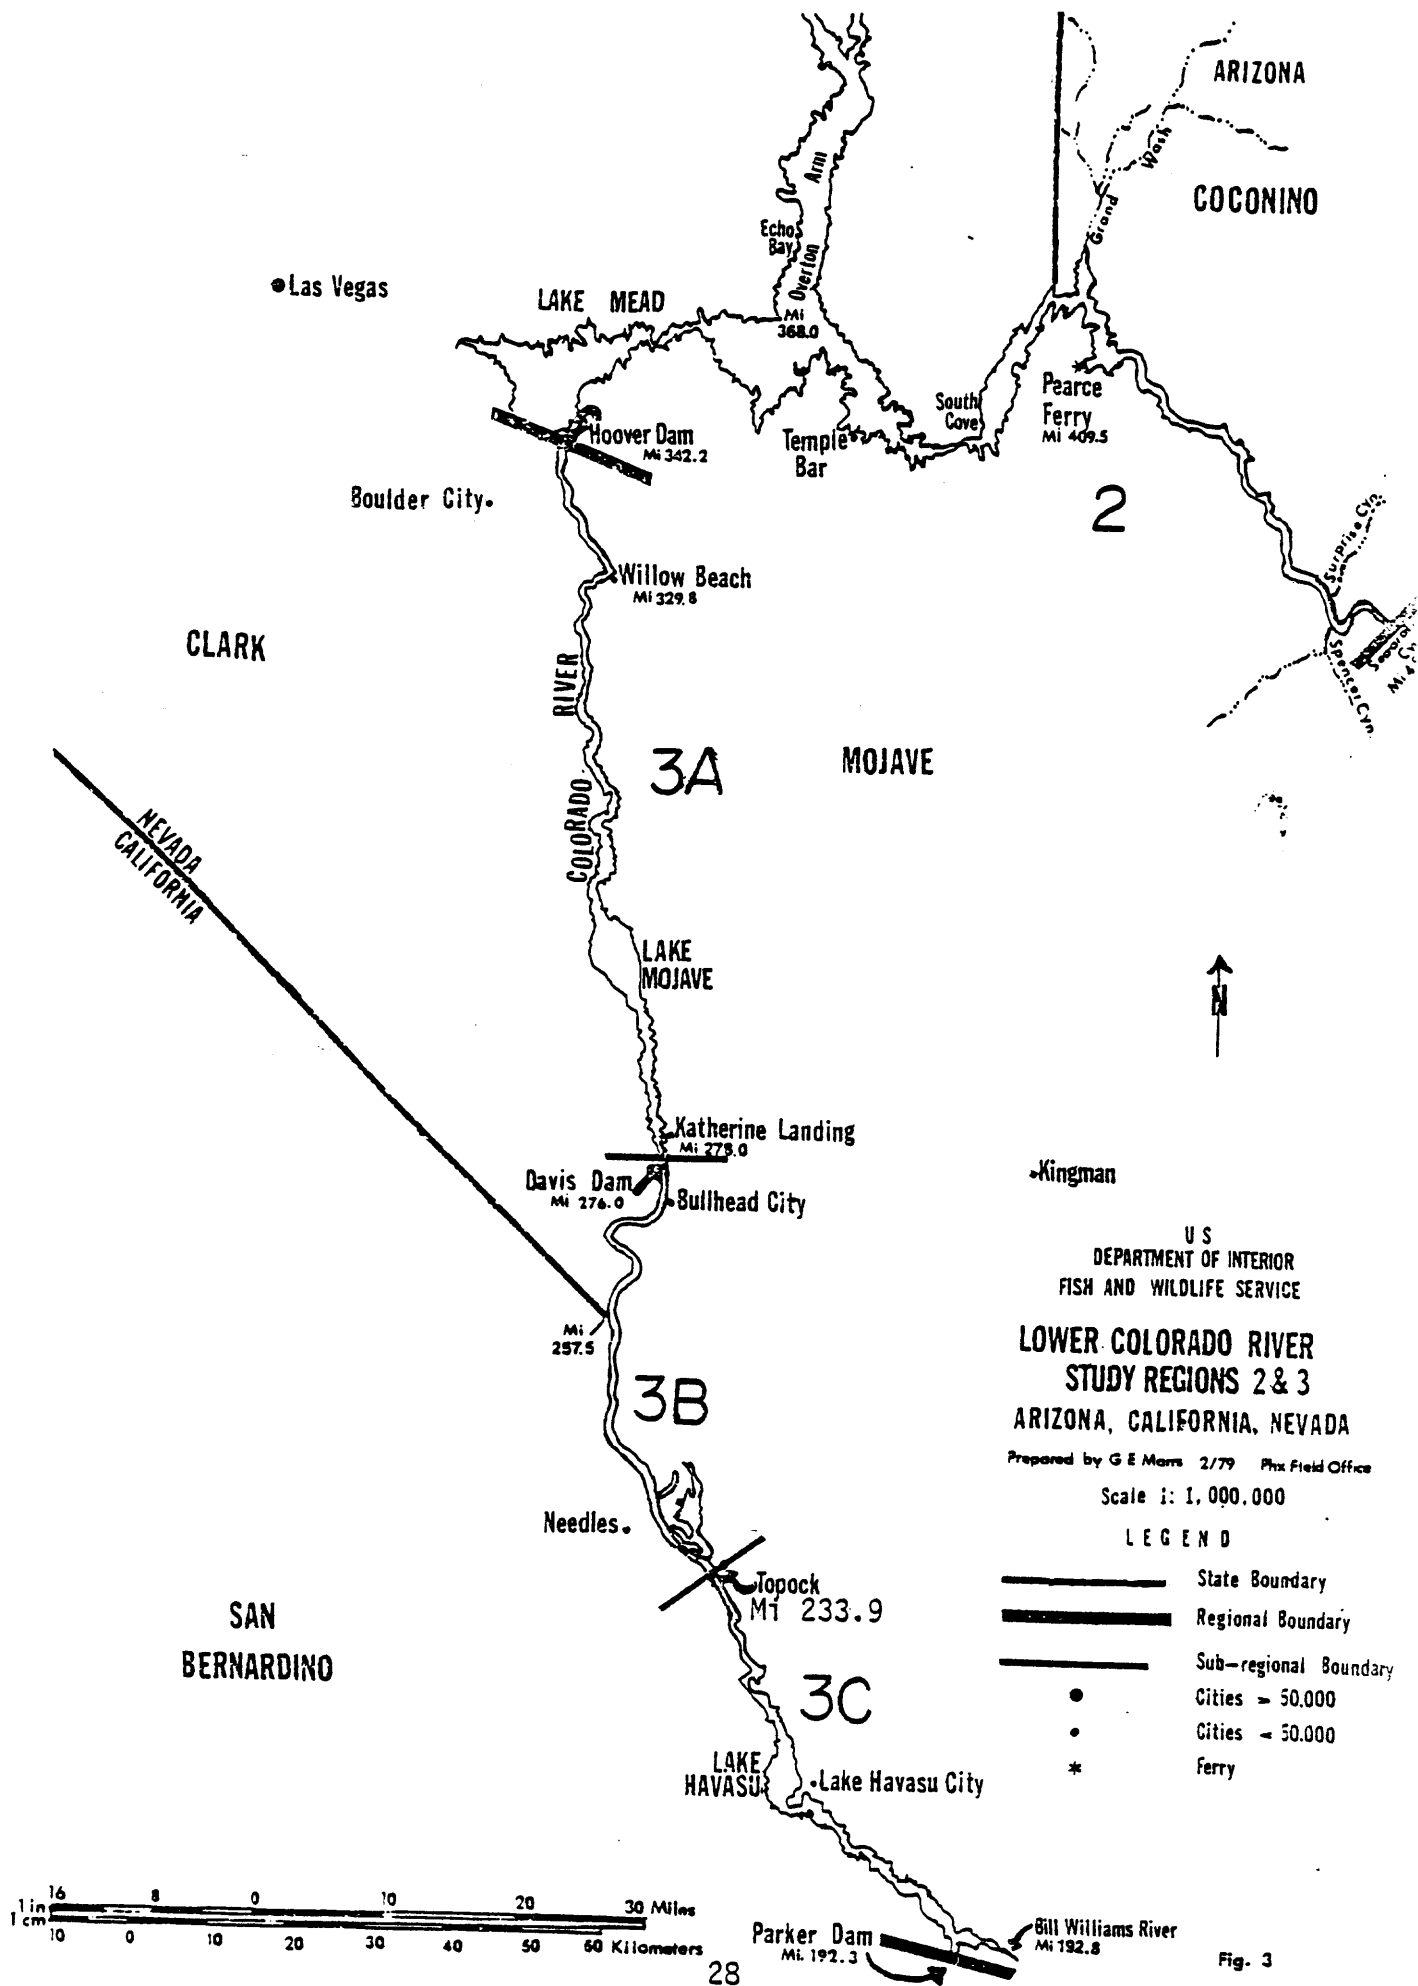 ARIZONA
Wash
COCONINO
Grand
Arm
Echo
Bay
Overton
Las Vegas
LAKE MEAD
Mi
368.0
Pearce
Ferry
Mi 409.5
South
Cove
Temple
Bar
Hoover Dam
Mi 342.2
Boulder City
2
Surprise Cyn.
Spencer Cyn.
Willow Beach
Mi 329.8
CLARK
COLORADO RIVER
3A
MOJAVE
NEVADA
CALIFORNIA
LAKE
MOJAVE
N
Katherine Landing
Mi 278.0
Davis Dam
Mi 276.0
Bullhead City
Kingman
Mi
257.5
3B
U S
DEPARTMENT OF INTERIOR
FISH AND WILDLIFE SERVICE
LOWER COLORADO RIVER
STUDY REGIONS 2 & 3
ARIZONA, CALIFORNIA, NEVADA
Prepared by G E Marrs 2/79 Phx Field Office
Scale 1: 1,000,000
LEGEND
State Boundary
Regional Boundary
Sub-regional Boundary
Cities > 50,000
Cities < 50,000
* Ferry
Needles
Topock
Mi 233.9
SAN
BERNARDINO
3C
LAKE
HAVASU
Lake Havasu City
16 8 0 10 20 30 Miles
1 in
1 cm
10 0 10 20 30 40 50 60 Kilometers
Parker Dam
Mi. 192.3
Bill Williams River
Mi 192.8
Fig. 3
28